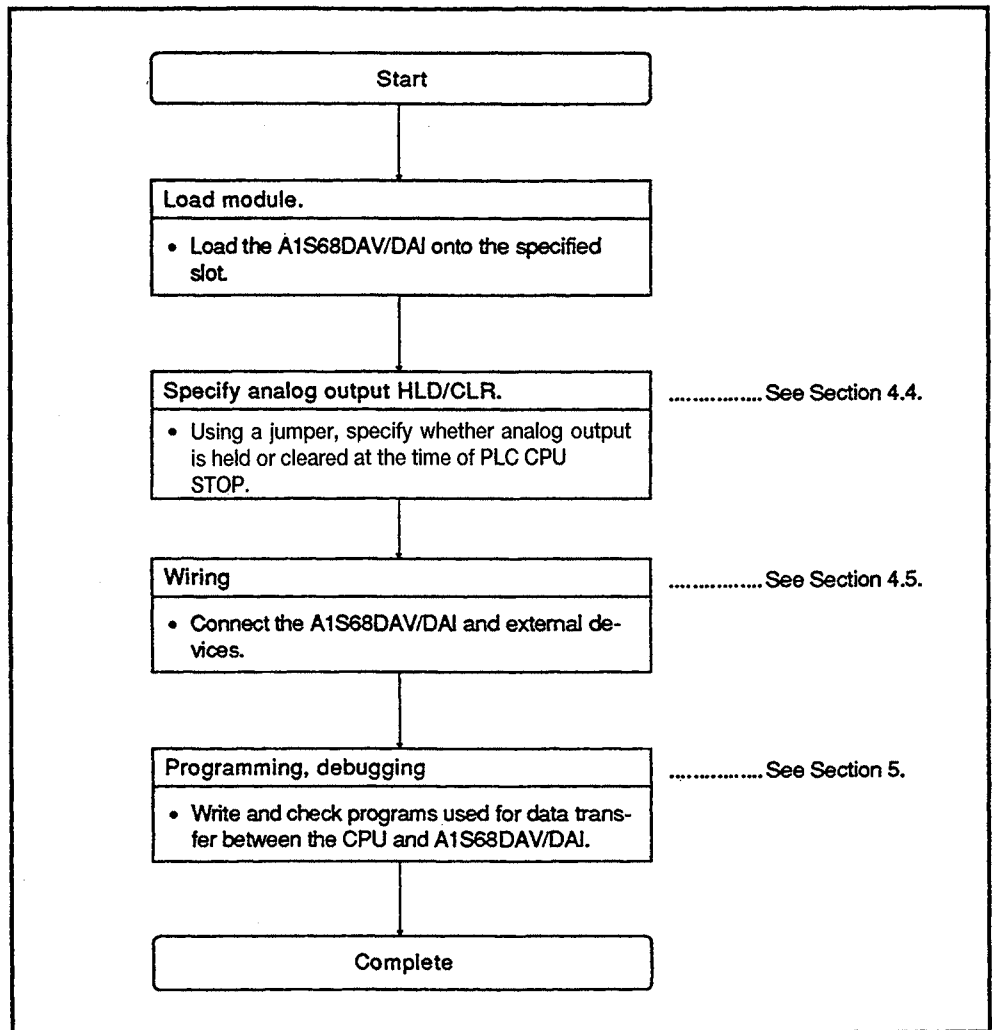 Start
Load module.
• Load the A1S68DAV/DAI onto the specified
slot.
Specify analog output HLD/CLR.
................ See Section 4.4.
• Using a jumper, specify whether analog output
is held or cleared at the time of PLC CPU
STOP.
Wiring
................ See Section 4.5.
• Connect the A1S68DAV/DAI and external de-
vices.
Programming, debugging
................ See Section 5.
• Write and check programs used for data trans-
fer between the CPU and A1S68DAV/DAI.
Complete